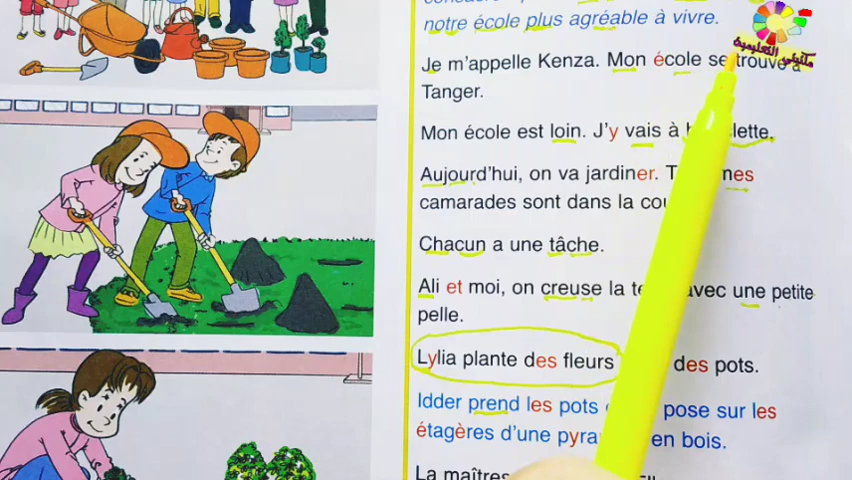 notre école plus agréable à vivre.
مكتبتي التعليمية
Je m'appelle Kenza. Mon école se trouve à
Tanger.
Mon école est loin. J'y vais à
Aujourd'hui, on va jardiner.
camarades sont dans la
Chacun a une tâche.
Ali et moi, on creuse la avec une petite
pelle.
Lylia plante des fleurs des pots.
Idder prend les pots pose sur les
étagères d'une en bois.
La